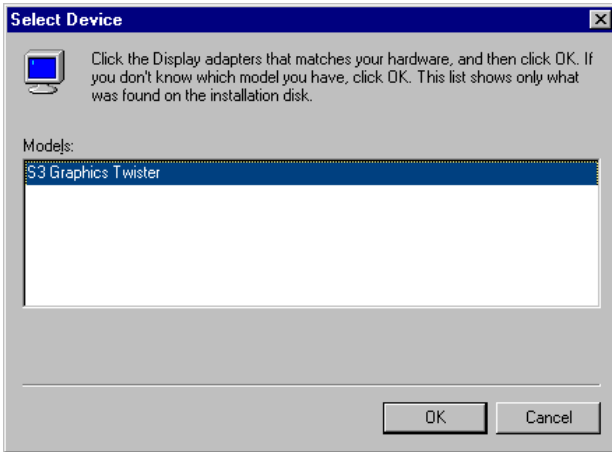 Select Device
Click the Display adapters that matches your hardware, and then click OK. If
you don't know which model you have, click OK. This list shows only what
was found on the installation disk.
Models:
S3 Graphics Twister
OK
Cancel